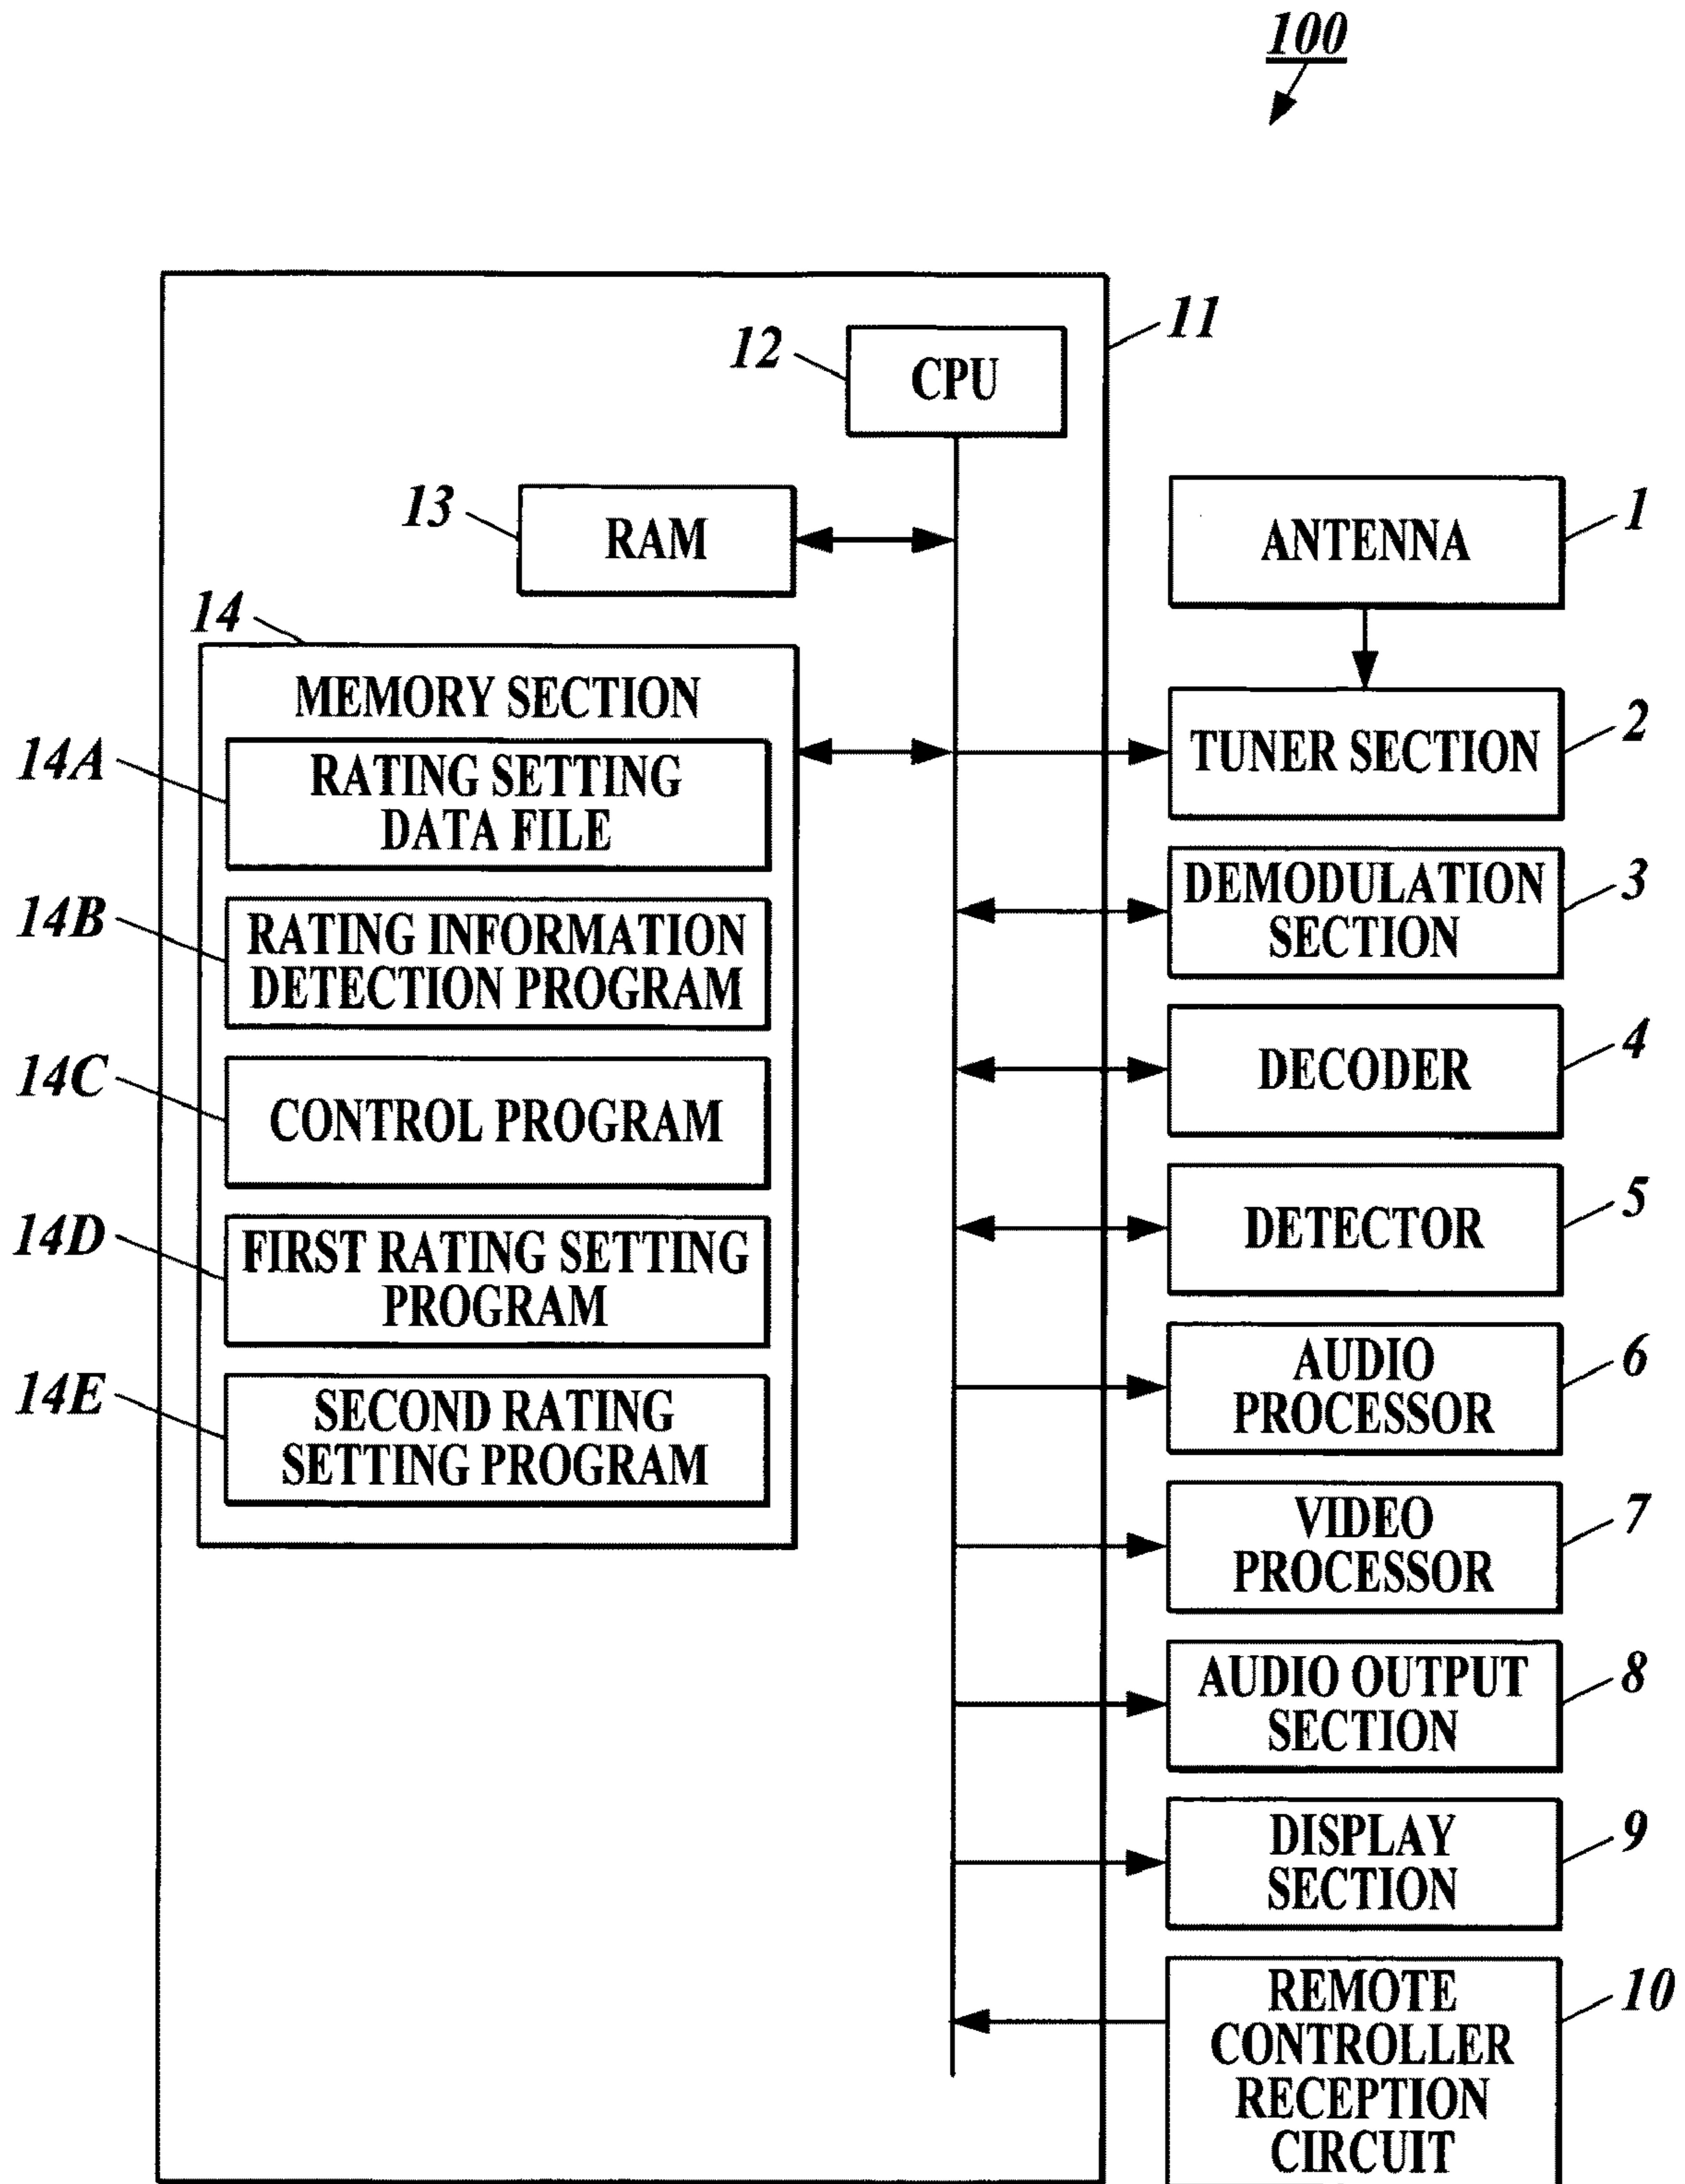 100
11
12
CPU
13
RAM
1
ANTENNA
14
MEMORY SECTION
2
TUNER SECTION
14A
RATING SETTING
DATA FILE
3
DEMODULATION
SECTION
14B
RATING INFORMATION
DETECTION PROGRAM
4
DECODER
14C
CONTROL PROGRAM
5
DETECTOR
14D
FIRST RATING SETTING
PROGRAM
6
AUDIO
PROCESSOR
14E
SECOND RATING
SETTING PROGRAM
7
VIDEO
PROCESSOR
8
AUDIO OUTPUT
SECTION
9
DISPLAY
SECTION
10
REMOTE
CONTROLLER
RECEPTION
CIRCUIT